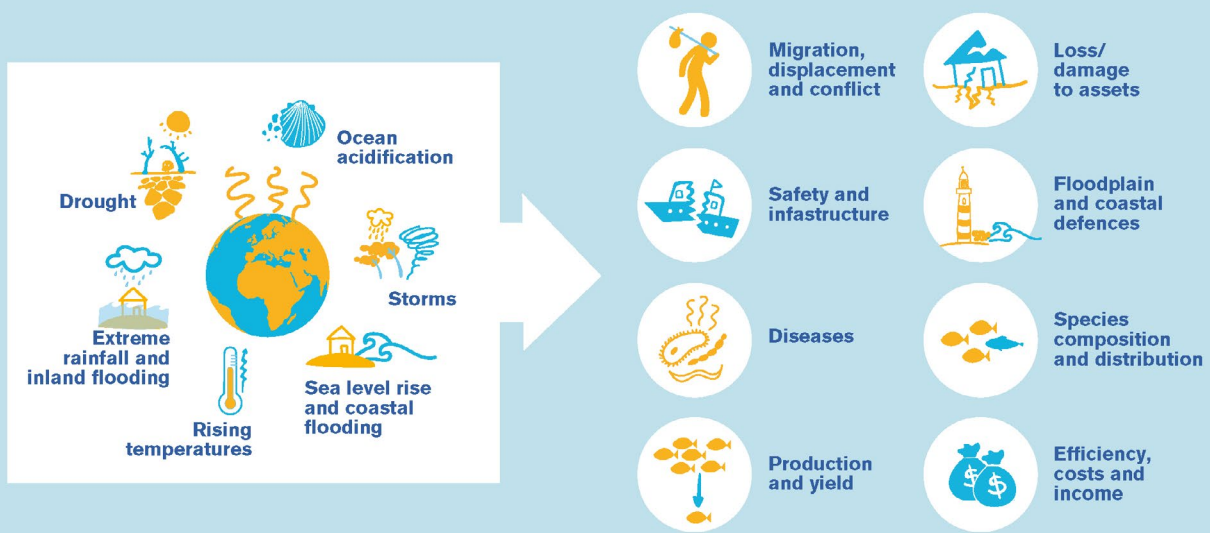 Ocean
acidification
Drought
Storms
Extreme
rainfall and
inland flooding
Rising
temperatures
Sea level rise
and coastal
flooding
Migration,
displacement
and conflict
Loss/
damage
to assets
Safety and
infastructure
Floodplain
and coastal
defences
Diseases
Species
composition
and distribution
Production
and yield
$ $
Efficiency,
costs and
income